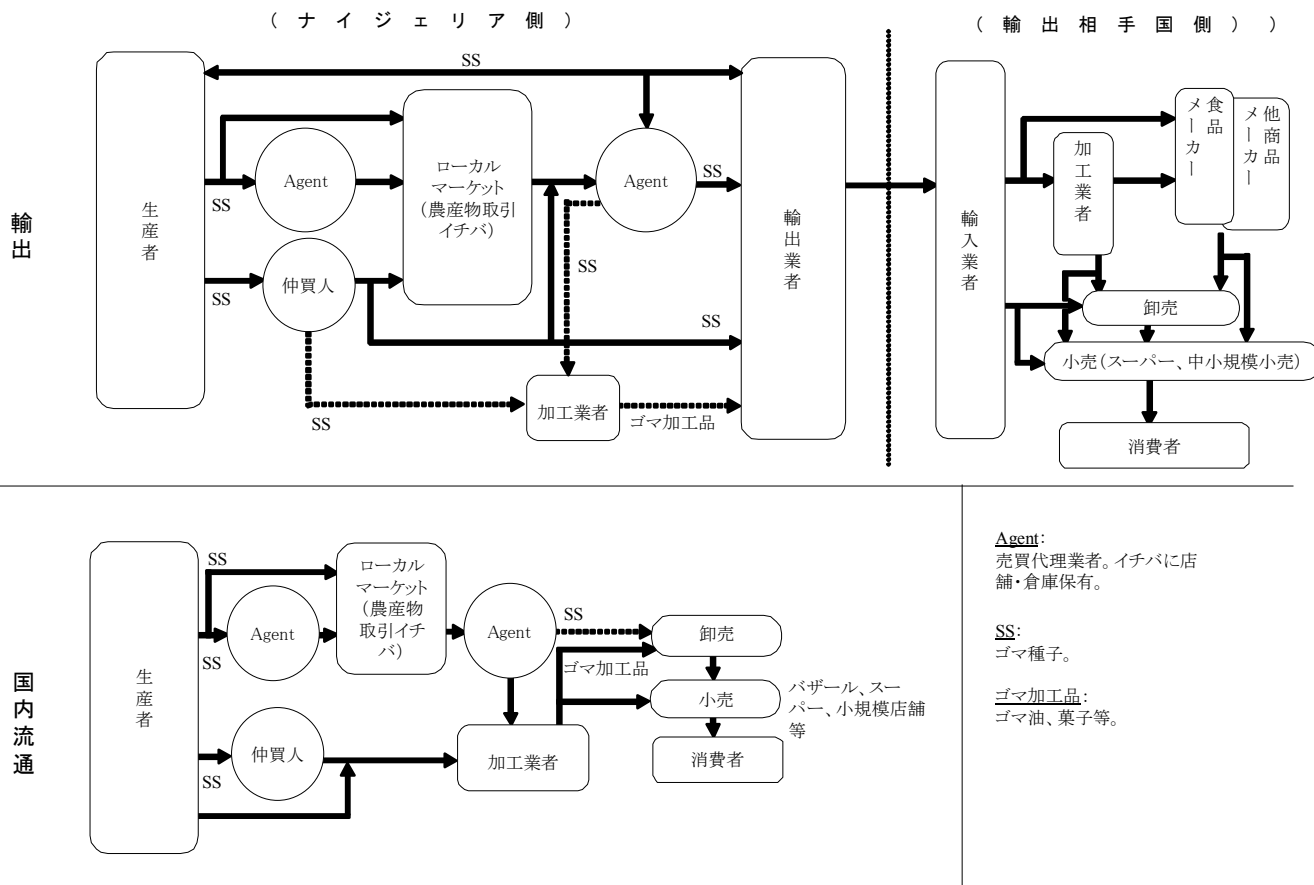 ( ナ イ ジ ェ リ ア 側 )
( 輸 出 相 手 国 側 ) )
輸出
生産者
SS
Agent
SS
仲買人
SS
ローカル
マーケット
(農産物取引
イチバ)
Agent
SS
SS
SS
SS
加工業者
ゴマ加工品
輸出業者
輸入業者
加工業者
食品
メーカー
他商品
メーカー
卸売
小売(スーパー、中小規模小売)
消費者
国内流通
生産者
SS
Agent
SS
仲買人
SS
ローカル
マーケット
(農産物
取引イチ
バ)
Agent
SS
ゴマ加工品
加工業者
卸売
小売
消費者
バザール、スー
パー、小規模店舗
等
Agent:
売買代理業者。イチバに店
舗・倉庫保有。
SS:
ゴマ種子。
ゴマ加工品:
ゴマ油、菓子等。